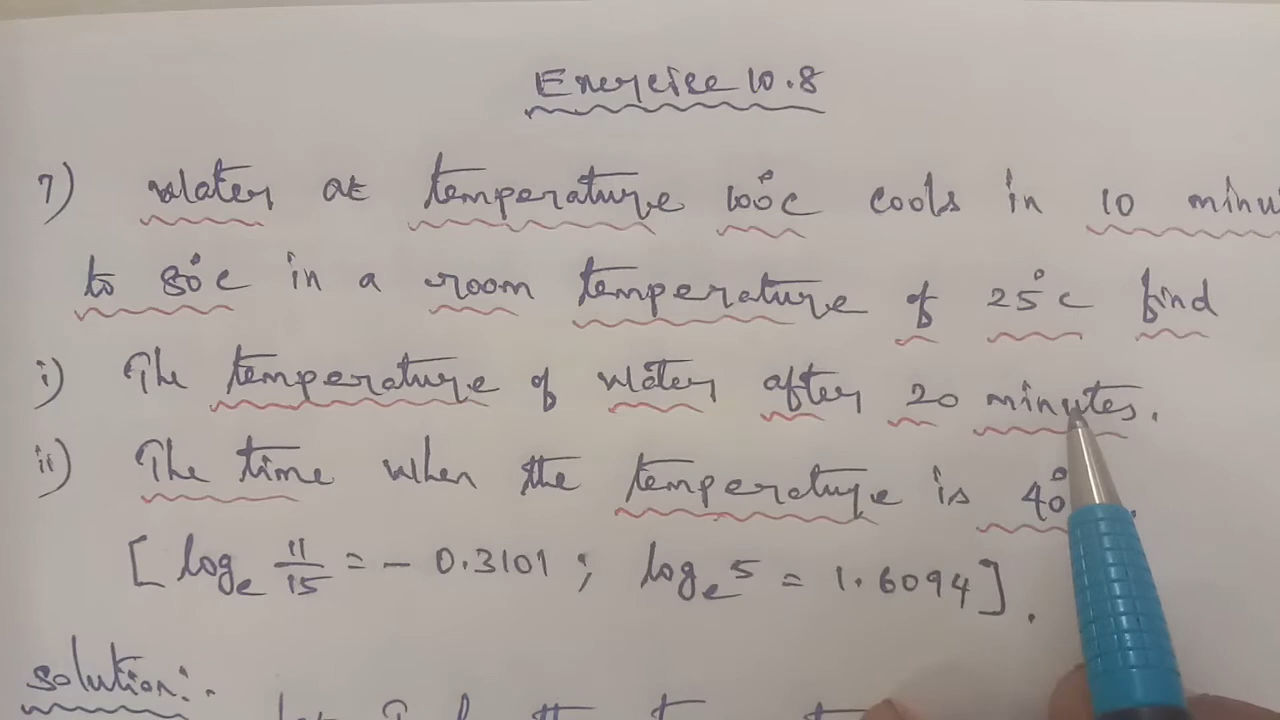 Exercise 10.8
7) Water at temperature 100°C cools in 10 minu
to 80°C in a room temperature of 25°C find
i) The temperature of water after 20 minutes.
ii) The time when the temperature is 40°
[ logₑ 11/15 = - 0.3101 ; logₑ 5 = 1.6094 ].
Solution:-